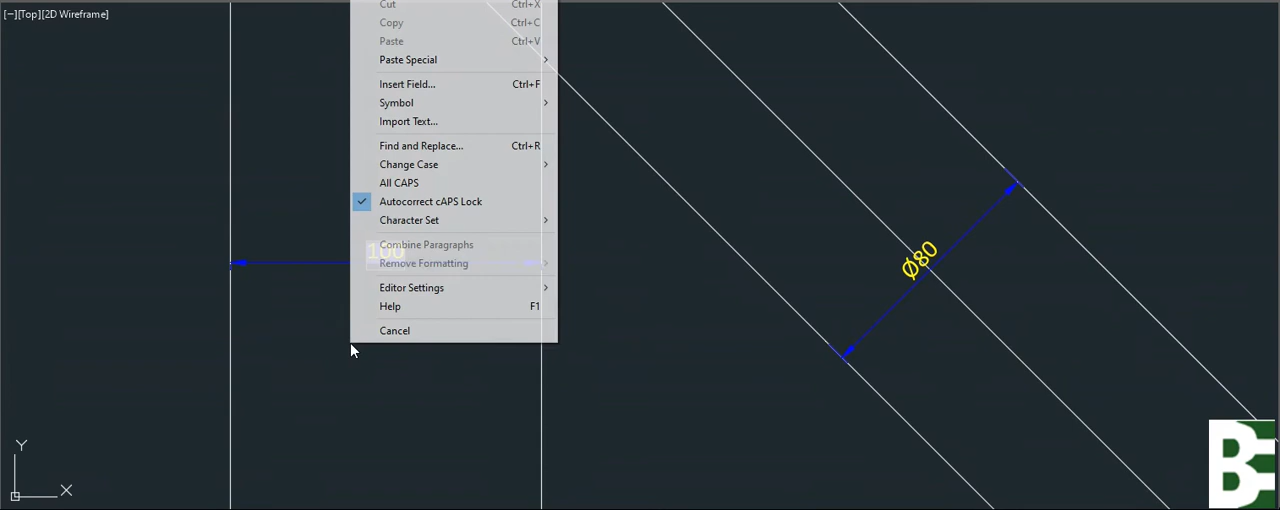 [−][Top][2D Wireframe]
Cut Ctrl+X
Copy Ctrl+C
Paste Ctrl+V
Paste Special
Insert Field... Ctrl+F
Symbol
Import Text...
Find and Replace... Ctrl+R
Change Case
All CAPS
Autocorrect cAPS Lock
Character Set
Combine Paragraphs
100
Remove Formatting
Editor Settings
Help F1
Cancel
Ø80
Y
X
BE